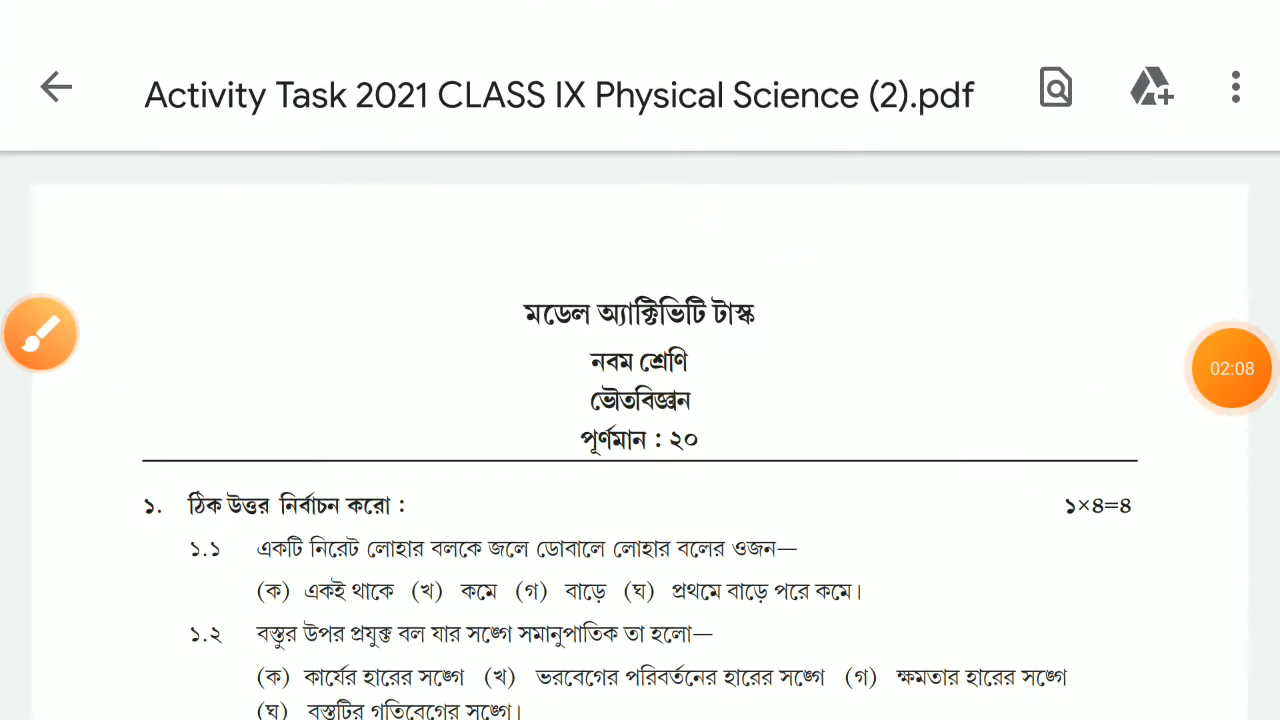 Activity Task 2021 CLASS IX Physical Science (2).pdf
মডেল অ্যাক্টিভিটি টাস্ক
নবম শ্রেণি
02:08
ভৌতবিজ্ঞান
পূর্ণমান : ২০
১. ঠিক উত্তর নির্বাচন করো : ১×৪=৪
১.১ একটি নিরেট লোহার বলকে জলে ডোবালে লোহার বলের ওজন—
(ক) একই থাকে (খ) কমে (গ) বাড়ে (ঘ) প্রথমে বাড়ে পরে কমে।
১.২ বস্তুর উপর প্রযুক্ত বল যার সঙ্গে সমানুপাতিক তা হলো—
(ক) কার্যের হারের সঙ্গে (খ) ভরবেগের পরিবর্তনের হারের সঙ্গে (গ) ক্ষমতার হারের সঙ্গে
(ঘ) বস্তুটির গতিবেগের সঙ্গে।